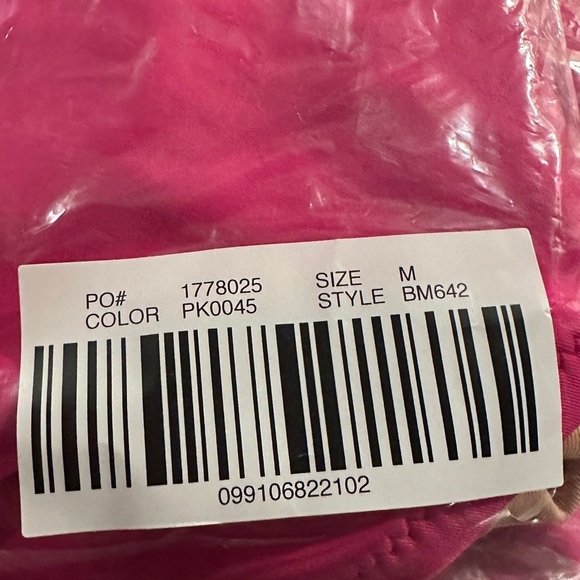 PO# 1778025 SIZE M
COLOR PK0045 STYLE BM642
099106822102